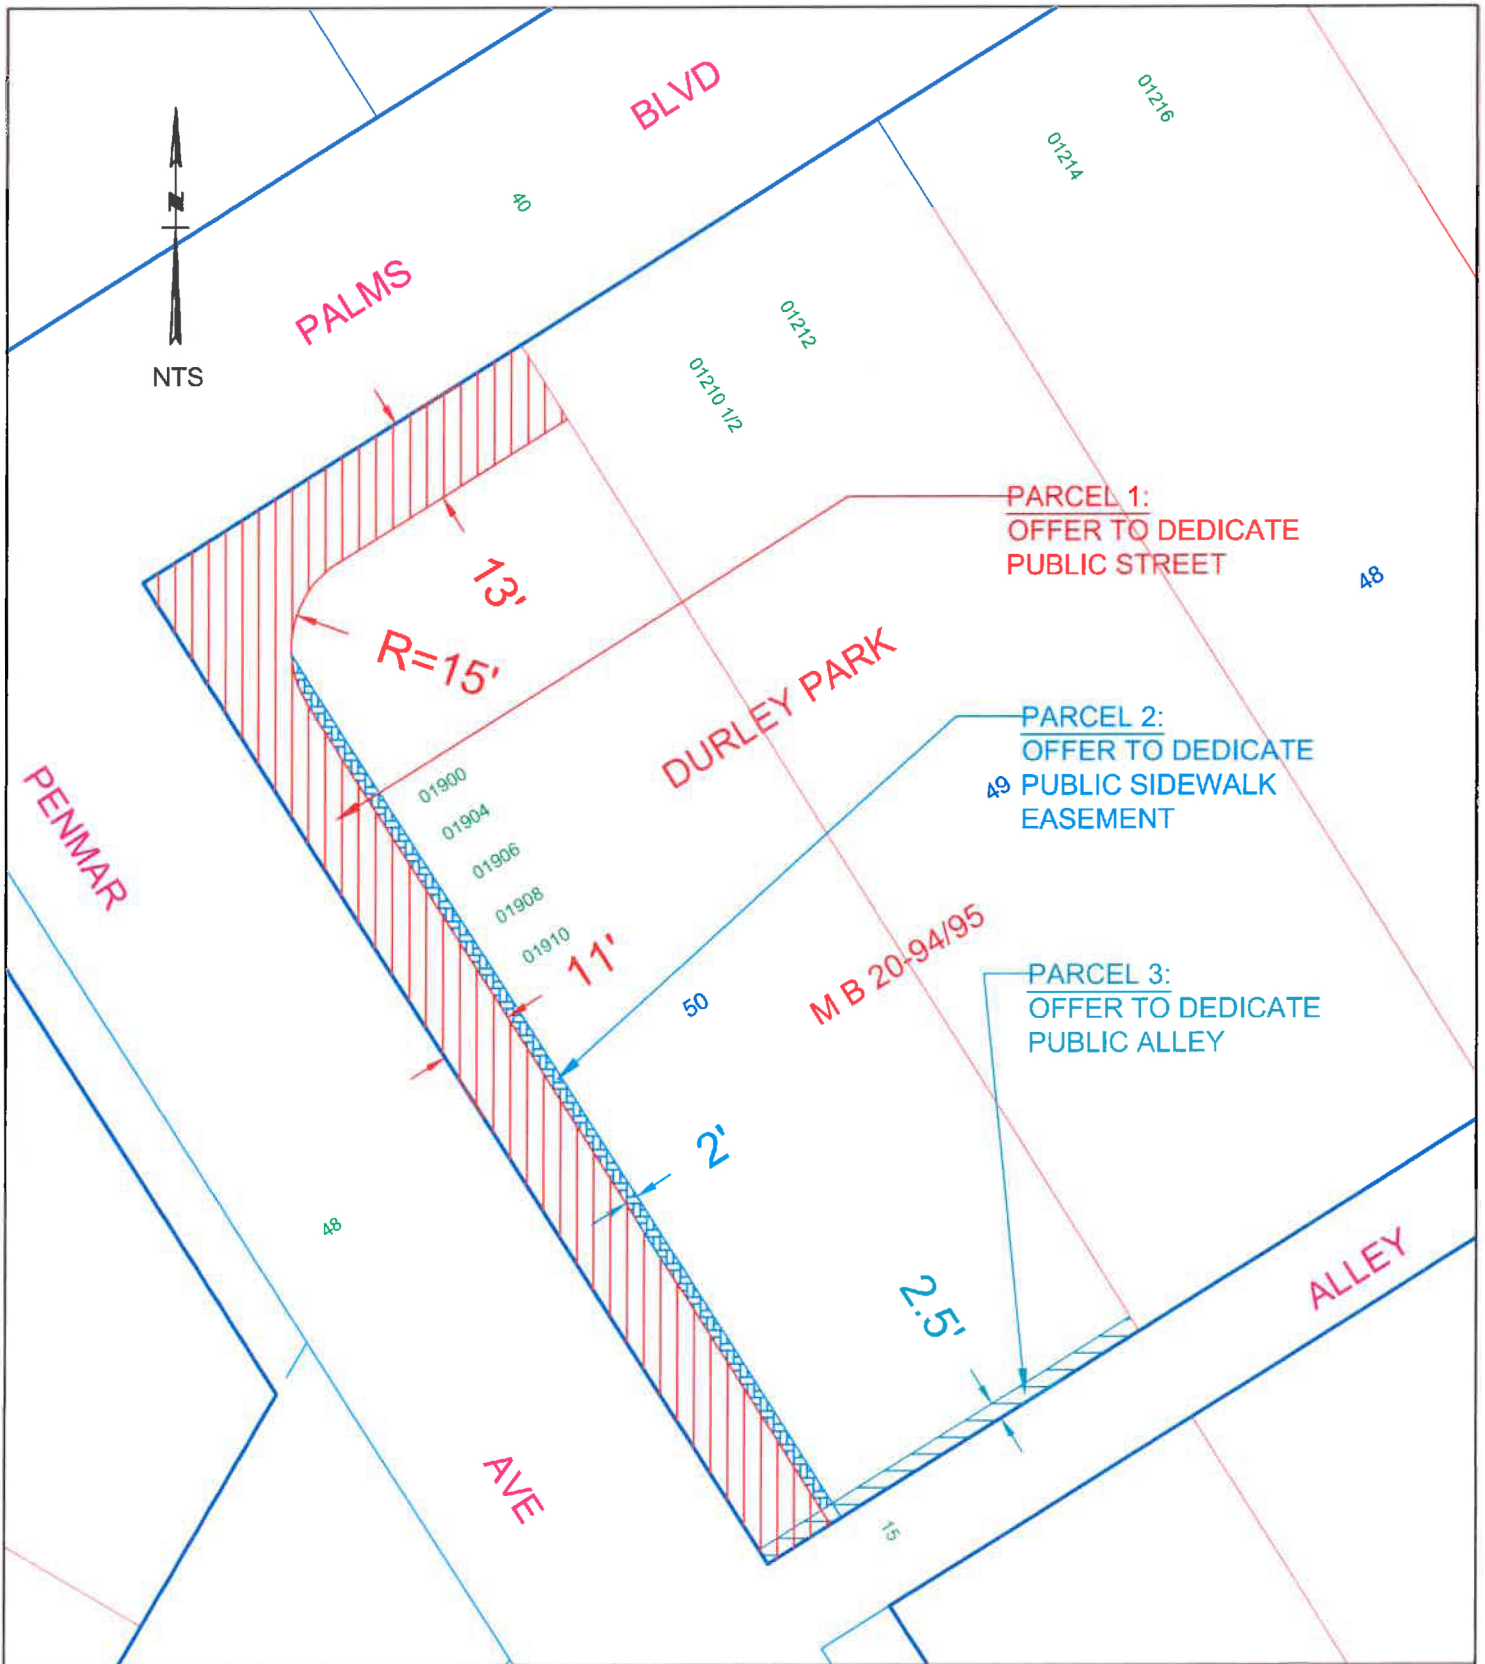 BLVD
01216
01214
40
N
PALMS
NTS
01212
01210 1/2
PARCEL 1:
OFFER TO DEDICATE
PUBLIC STREET
48
13'
R=15'
DURLEY PARK
PARCEL 2:
OFFER TO DEDICATE
PUBLIC SIDEWALK
EASEMENT
49
PENMAR
01900
01904
01906
01908
01910
11'
50
M B 20-94/95
PARCEL 3:
OFFER TO DEDICATE
PUBLIC ALLEY
2'
48
ALLEY
2.5'
AVE
15